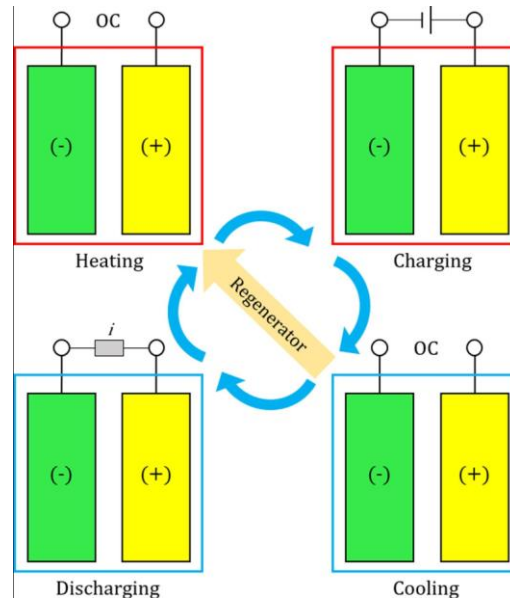 OC
(-) (+)
Heating
(-) (+)
Charging
Regenerator
i
(-) (+)
Discharging
OC
(-) (+)
Cooling